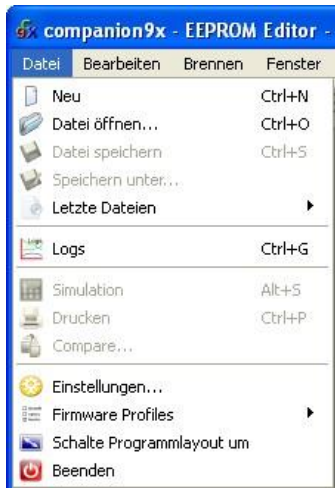 companion9x - EEPROM Editor -
Datei Bearbeiten Brennen Fenster
Neu Ctrl+N
Datei öffnen... Ctrl+O
Datei speichern Ctrl+S
Speichern unter...
Letzte Dateien
Logs Ctrl+G
Simulation Alt+S
Drucken Ctrl+P
Compare...
Einstellungen...
Firmware Profiles
Schalte Programmlayout um
Beenden